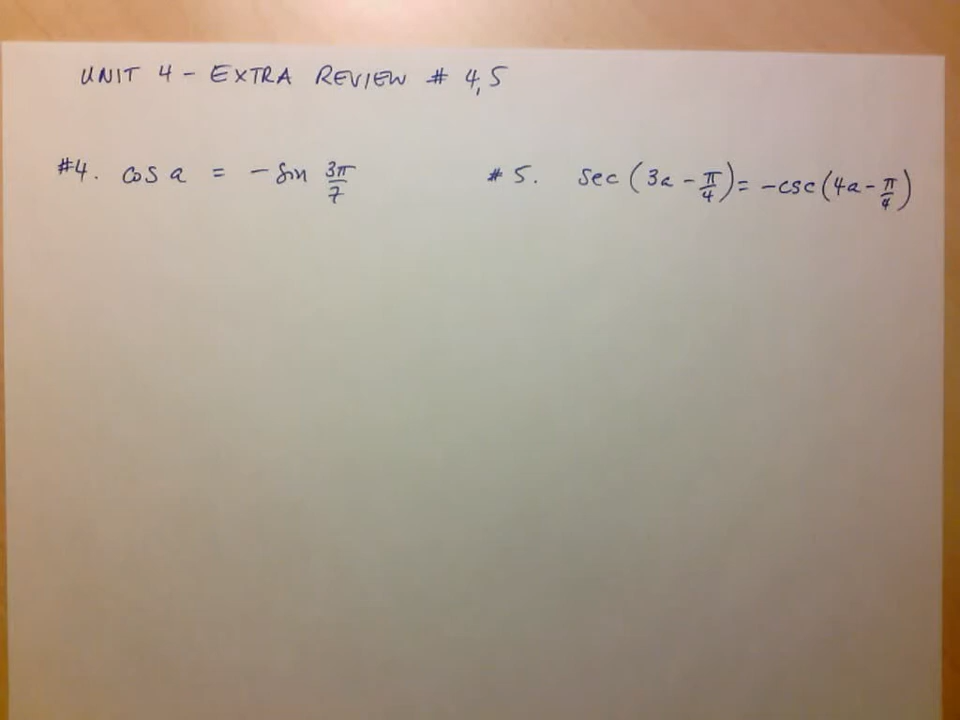 UNIT 4 - EXTRA REVIEW # 4,5
#4. cos a = - sin 3π/7
# 5. sec (3a - π/4) = - csc (4a - π/4)